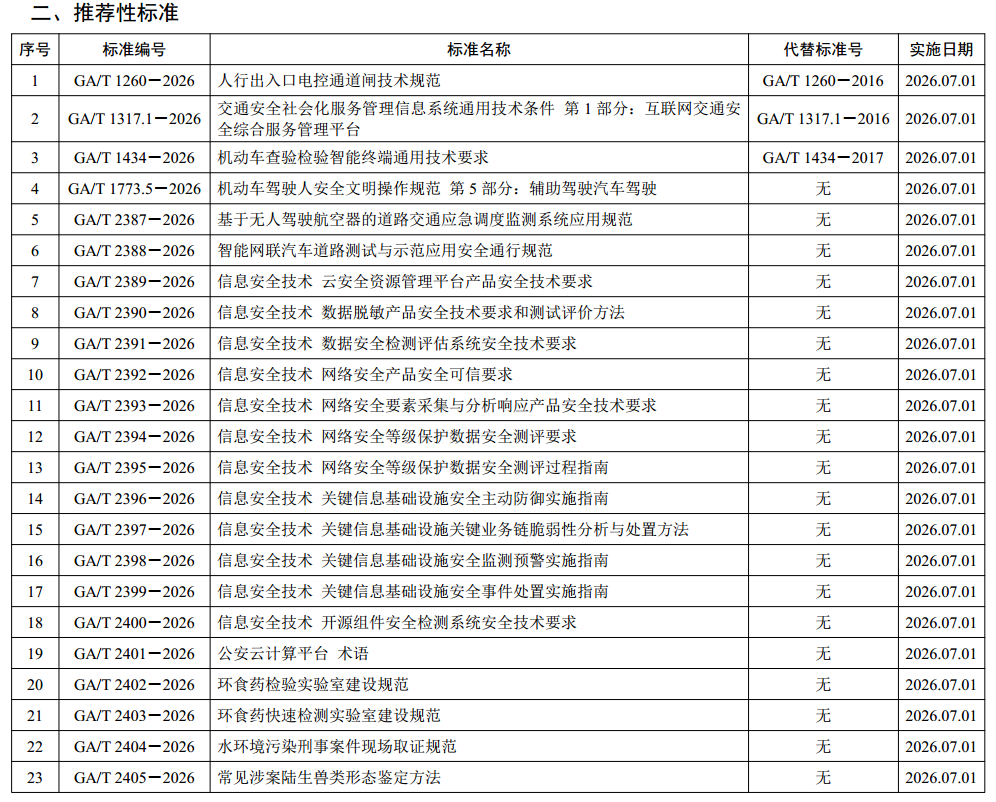 二、推荐性标准
序号 标准编号 标准名称 代替标准号 实施日期
1 GA/T 1260－2026 人行出入口电控通道闸技术规范 GA/T 1260－2016 2026.07.01
2 GA/T 1317.1－2026 交通安全社会化服务管理信息系统通用技术条件 第 1 部分：互联网交通安 GA/T 1317.1－2016 2026.07.01
全综合服务管理平台
3 GA/T 1434－2026 机动车查验检验智能终端通用技术要求 GA/T 1434－2017 2026.07.01
4 GA/T 1773.5－2026 机动车驾驶人安全文明操作规范 第 5 部分：辅助驾驶汽车驾驶 无 2026.07.01
5 GA/T 2387－2026 基于无人驾驶航空器的道路交通应急调度监测系统应用规范 无 2026.07.01
6 GA/T 2388－2026 智能网联汽车道路测试与示范应用安全通行规范 无 2026.07.01
7 GA/T 2389－2026 信息安全技术 云安全资源管理平台产品安全技术要求 无 2026.07.01
8 GA/T 2390－2026 信息安全技术 数据脱敏产品安全技术要求和测试评价方法 无 2026.07.01
9 GA/T 2391－2026 信息安全技术 数据安全检测评估系统安全技术要求 无 2026.07.01
10 GA/T 2392－2026 信息安全技术 网络安全产品安全可信要求 无 2026.07.01
11 GA/T 2393－2026 信息安全技术 网络安全要素采集与分析响应产品安全技术要求 无 2026.07.01
12 GA/T 2394－2026 信息安全技术 网络安全等级保护数据安全测评要求 无 2026.07.01
13 GA/T 2395－2026 信息安全技术 网络安全等级保护数据安全测评过程指南 无 2026.07.01
14 GA/T 2396－2026 信息安全技术 关键信息基础设施安全主动防御实施指南 无 2026.07.01
15 GA/T 2397－2026 信息安全技术 关键信息基础设施关键业务链脆弱性分析与处置方法 无 2026.07.01
16 GA/T 2398－2026 信息安全技术 关键信息基础设施安全监测预警实施指南 无 2026.07.01
17 GA/T 2399－2026 信息安全技术 关键信息基础设施安全事件处置实施指南 无 2026.07.01
18 GA/T 2400－2026 信息安全技术 开源组件安全检测系统安全技术要求 无 2026.07.01
19 GA/T 2401－2026 公安云计算平台 术语 无 2026.07.01
20 GA/T 2402－2026 环食药检验实验室建设规范 无 2026.07.01
21 GA/T 2403－2026 环食药快速检测实验室建设规范 无 2026.07.01
22 GA/T 2404－2026 水环境污染刑事案件现场取证规范 无 2026.07.01
23 GA/T 2405－2026 常见涉案陆生兽类形态鉴定方法 无 2026.07.01